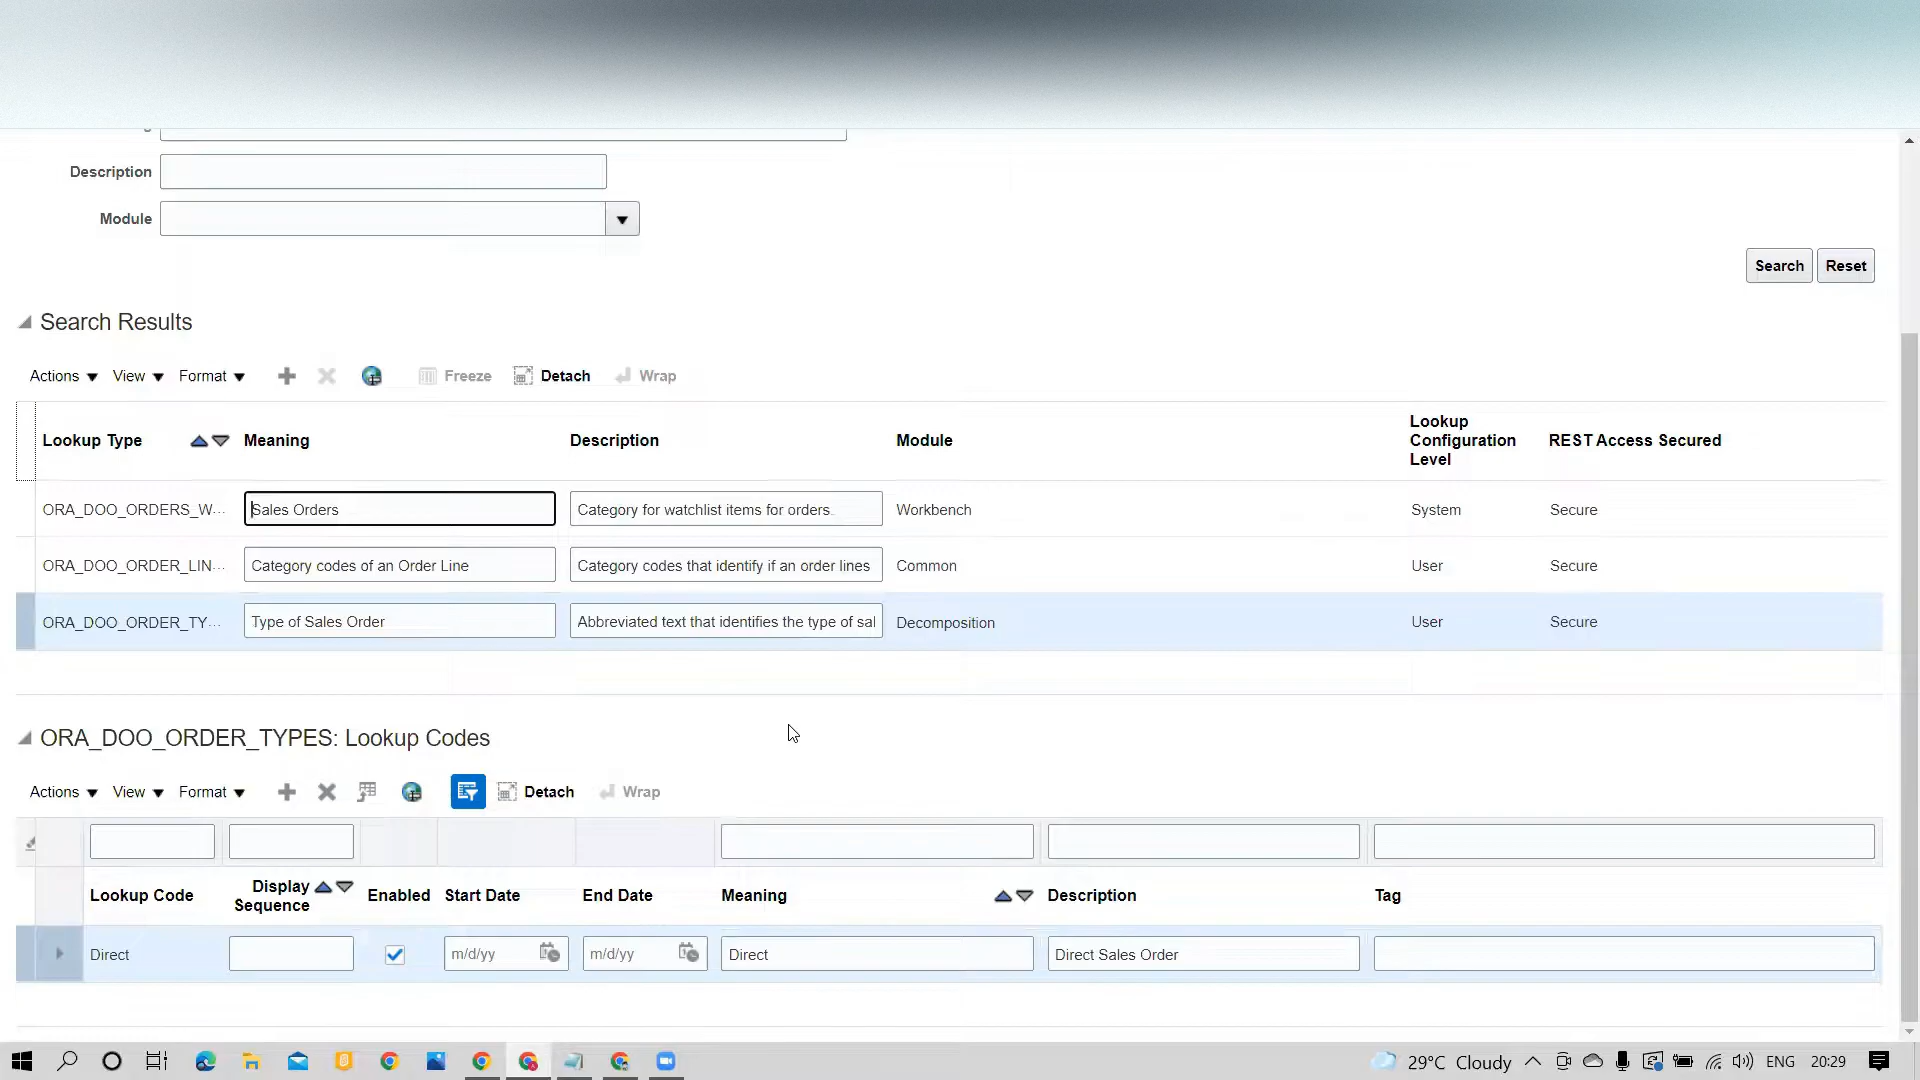 Description
Module
Search Reset
Search Results
Actions View Format Freeze Detach Wrap
Lookup Type Meaning Description Module Lookup Configuration Level REST Access Secured
ORA_DOO_ORDERS_W... Sales Orders Category for watchlist items for orders. Workbench System Secure
ORA_DOO_ORDER_LIN... Category codes of an Order Line Category codes that identify if an order lines Common User Secure
ORA_DOO_ORDER_TY... Type of Sales Order Abbreviated text that identifies the type of sal Decomposition User Secure
ORA_DOO_ORDER_TYPES: Lookup Codes
Actions View Format Detach Wrap
Lookup Code Display Sequence Enabled Start Date End Date Meaning Description Tag
Direct m/d/yy m/d/yy Direct Direct Sales Order
29°C Cloudy ENG 20:29